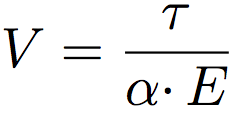 V = τ / (α· E)